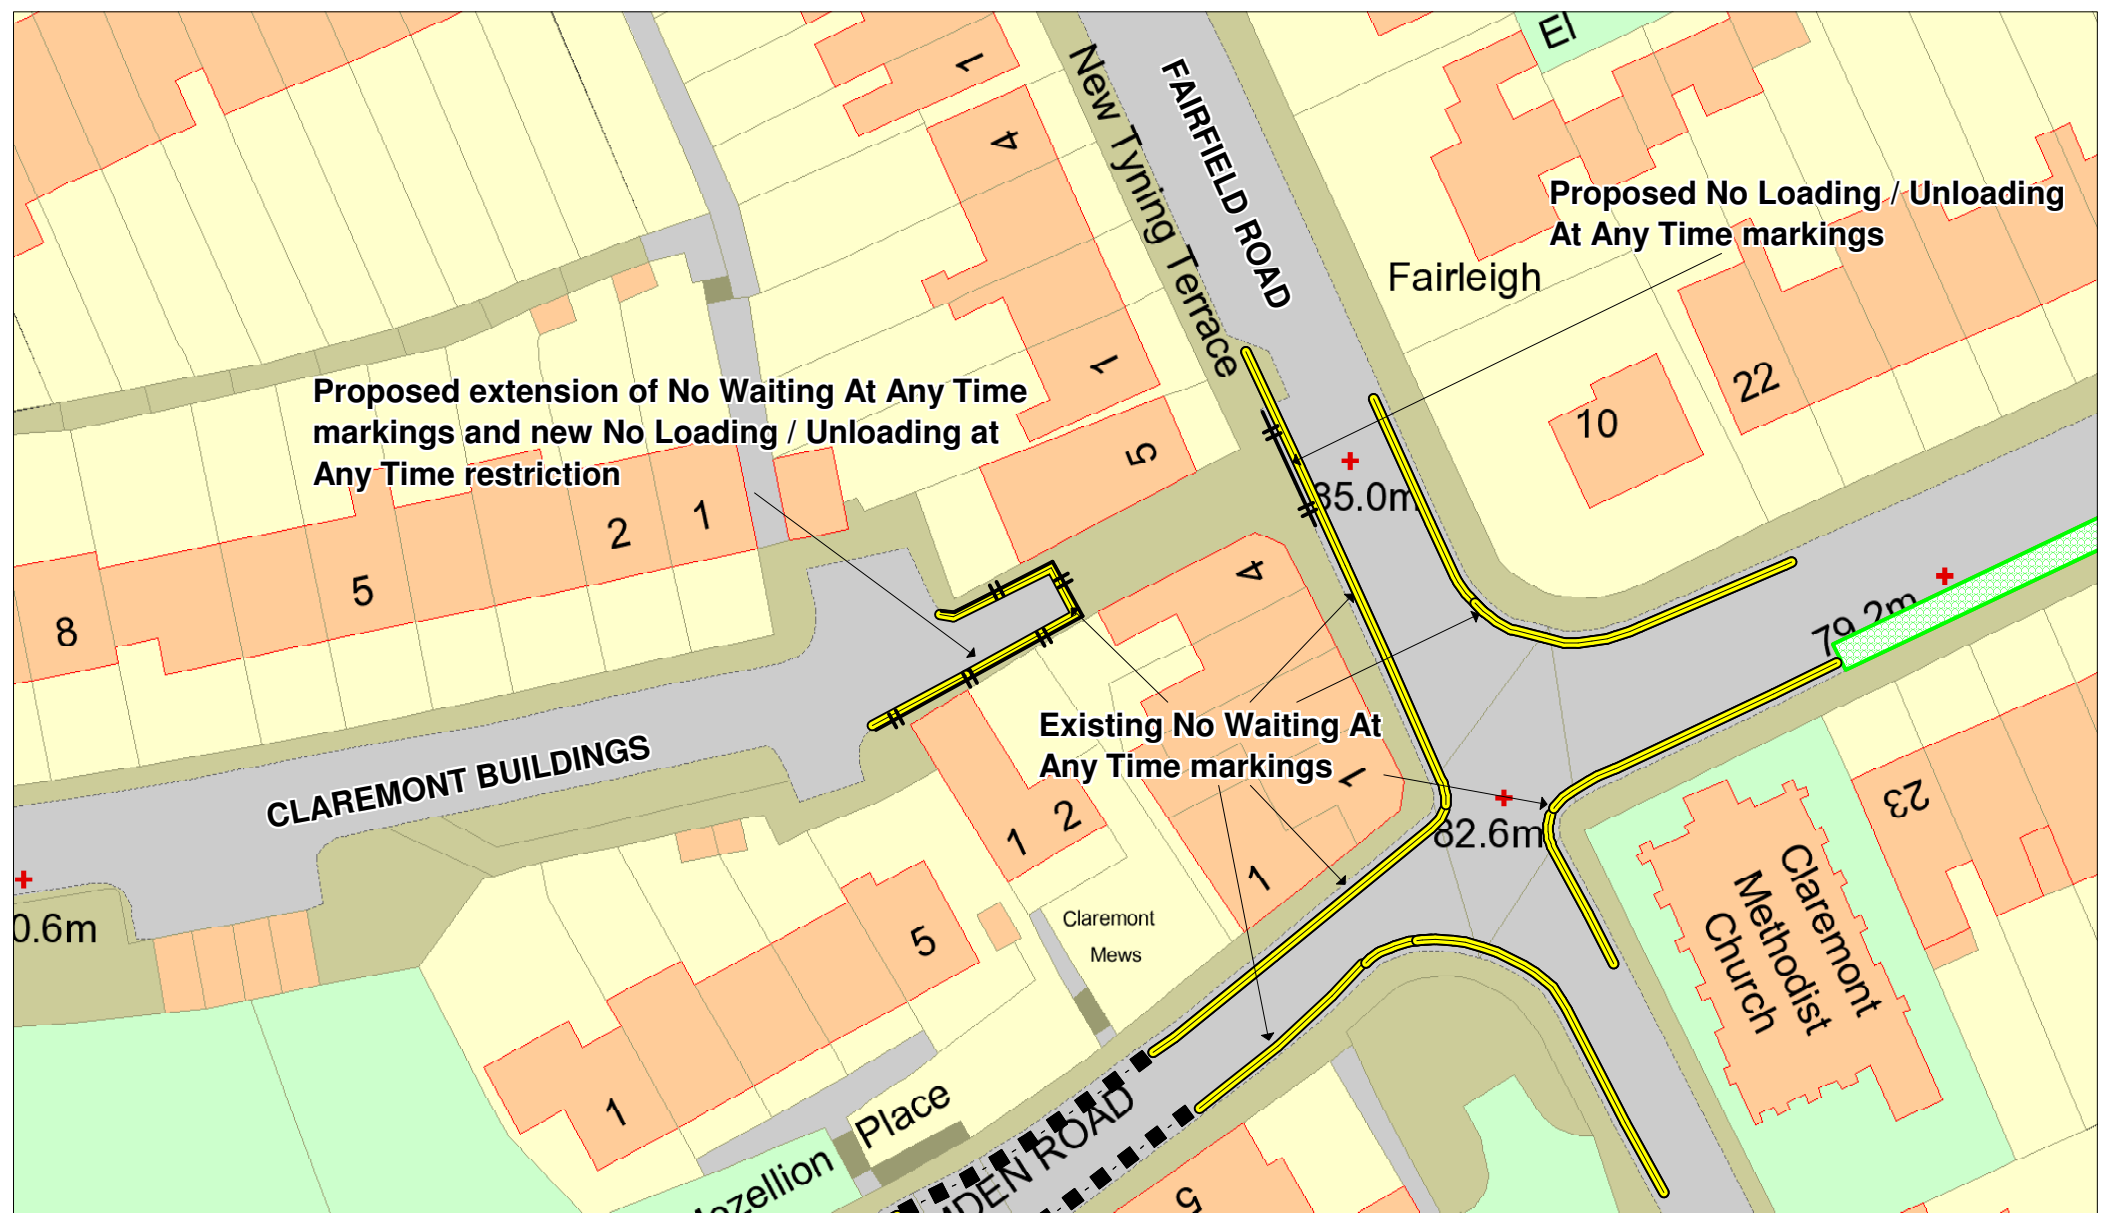 El
1
4
New Tyning Terrace
FAIRFIELD ROAD
Proposed No Loading / Unloading
At Any Time markings
Fairleigh
1
22
10
Proposed extension of No Waiting At Any Time
markings and new No Loading / Unloading at
Any Time restriction
5
85.0m
2
1
5
8
4
79.2m
Existing No Waiting At
Any Time markings
7
CLAREMONT BUILDINGS
1
2
82.6m
23
1
Claremont
Methodist
Church
Claremont
Mews
5
0.6m
1
Place
5